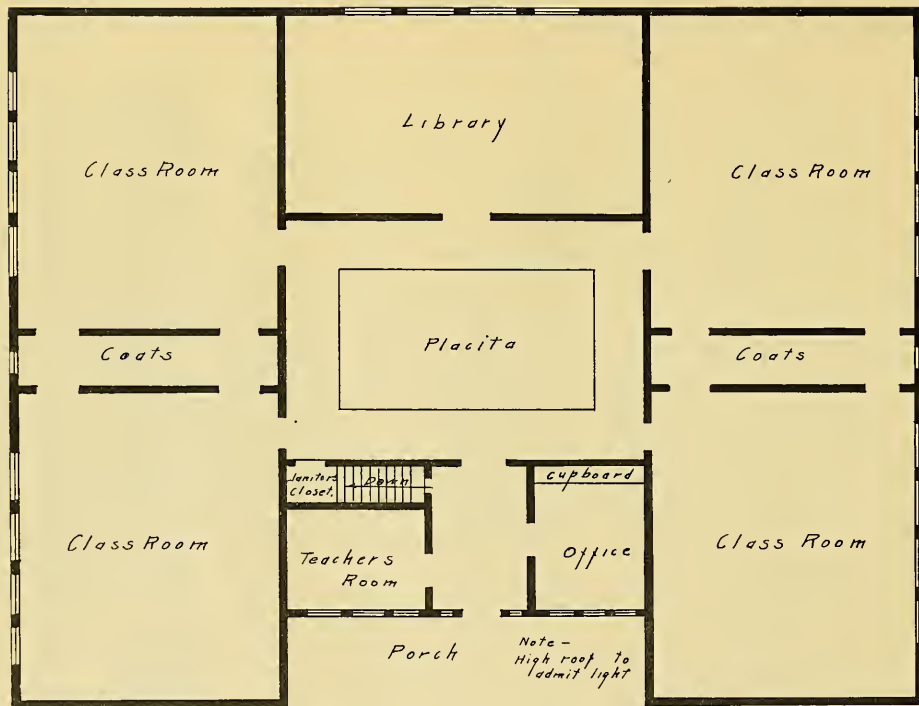 Library
Class Room
Class Room
Placita
Coats
Coats
Janitors
Closet.
Down
Cupboard
Class Room
Teachers
Room
Office
Class Room
Porch
Note –
High roof to
admit light